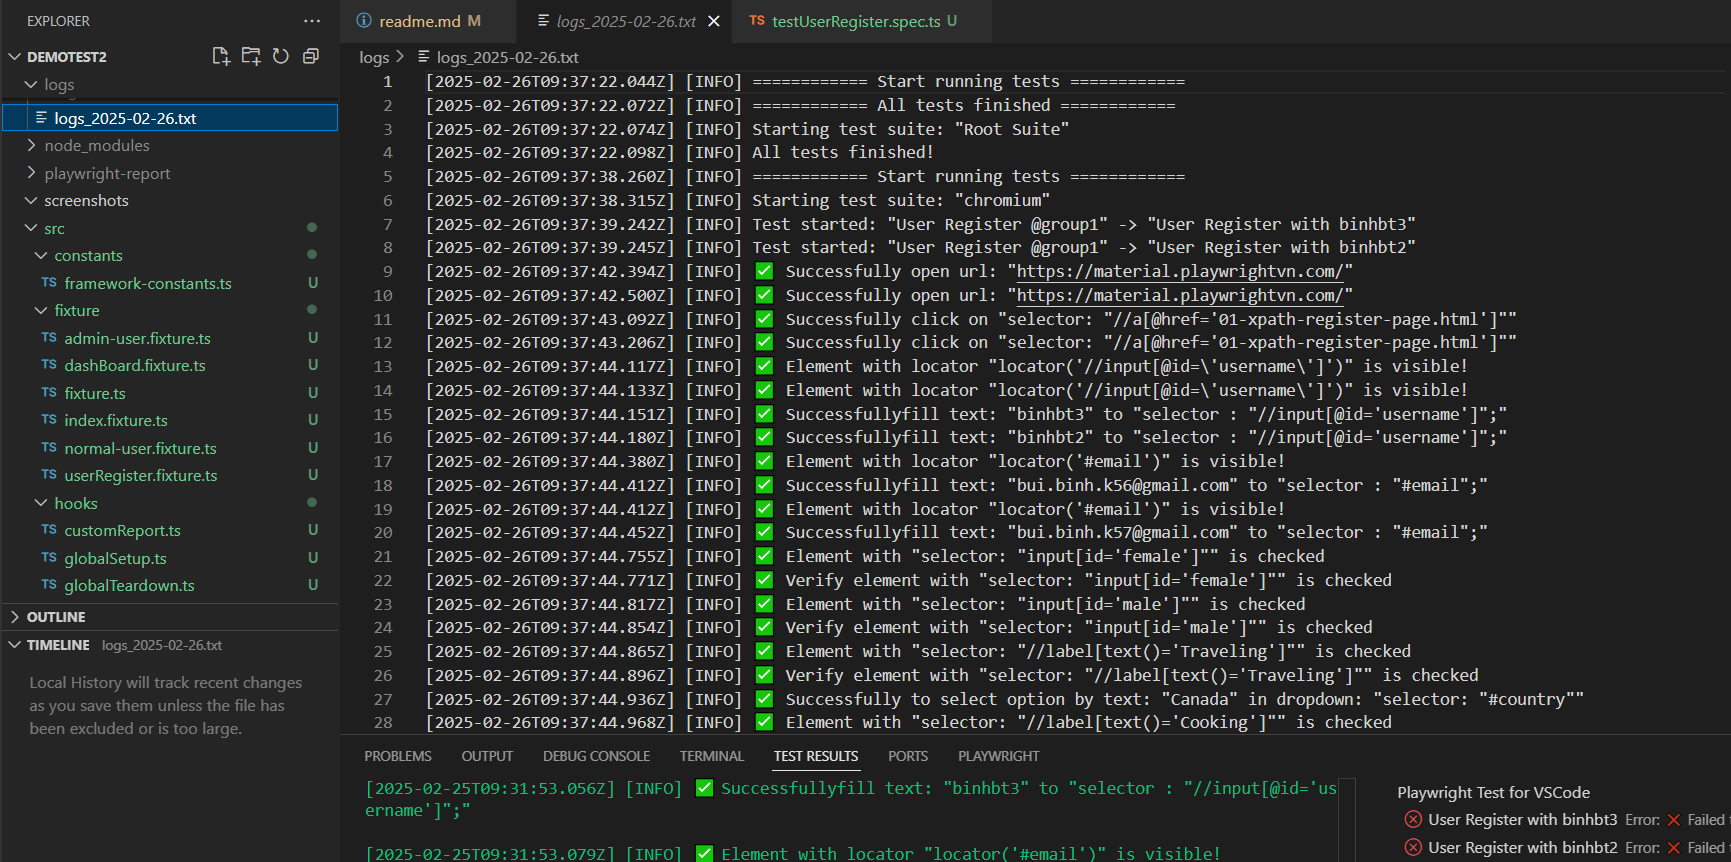 EXPLORER
DEMOTEST2
logs
logs_2025-02-26.txt
node_modules
playwright-report
screenshots
src
constants
TS framework-constants.ts U
fixture
TS admin-user.fixture.ts U
TS dashBoard.fixture.ts U
TS fixture.ts U
TS index.fixture.ts U
TS normal-user.fixture.ts U
TS userRegister.fixture.ts U
hooks
TS customReport.ts U
TS globalSetup.ts U
TS globalTeardown.ts U
OUTLINE
TIMELINE logs_2025-02-26.txt
Local History will track recent changes
as you save them unless the file has
been excluded or is too large.
readme.md M
logs_2025-02-26.txt
TS testUserRegister.spec.ts U
logs > logs_2025-02-26.txt
1 [2025-02-26T09:37:22.044Z] [INFO] ============ Start running tests ============
2 [2025-02-26T09:37:22.072Z] [INFO] ============ All tests finished ============
3 [2025-02-26T09:37:22.074Z] [INFO] Starting test suite: "Root Suite"
4 [2025-02-26T09:37:22.098Z] [INFO] All tests finished!
5 [2025-02-26T09:37:38.260Z] [INFO] ============ Start running tests ============
6 [2025-02-26T09:37:38.315Z] [INFO] Starting test suite: "chromium"
7 [2025-02-26T09:37:39.242Z] [INFO] Test started: "User Register @group1" -> "User Register with binhbt3"
8 [2025-02-26T09:37:39.245Z] [INFO] Test started: "User Register @group1" -> "User Register with binhbt2"
9 [2025-02-26T09:37:42.394Z] [INFO] ✅ Successfully open url: "https://material.playwrightvn.com/"
10 [2025-02-26T09:37:42.500Z] [INFO] ✅ Successfully open url: "https://material.playwrightvn.com/"
11 [2025-02-26T09:37:43.092Z] [INFO] ✅ Successfully click on "selector: "//a[@href='01-xpath-register-page.html']""
12 [2025-02-26T09:37:43.206Z] [INFO] ✅ Successfully click on "selector: "//a[@href='01-xpath-register-page.html']""
13 [2025-02-26T09:37:44.117Z] [INFO] ✅ Element with locator "locator('//input[@id=\'username\']')" is visible!
14 [2025-02-26T09:37:44.133Z] [INFO] ✅ Element with locator "locator('//input[@id=\'username\']')" is visible!
15 [2025-02-26T09:37:44.151Z] [INFO] ✅ Successfullyfill text: "binhbt3" to "selector : "//input[@id='username']";"
16 [2025-02-26T09:37:44.180Z] [INFO] ✅ Successfullyfill text: "binhbt2" to "selector : "//input[@id='username']";"
17 [2025-02-26T09:37:44.380Z] [INFO] ✅ Element with locator "locator('#email')" is visible!
18 [2025-02-26T09:37:44.412Z] [INFO] ✅ Successfullyfill text: "bui.binh.k56@gmail.com" to "selector : "#email";"
19 [2025-02-26T09:37:44.412Z] [INFO] ✅ Element with locator "locator('#email')" is visible!
20 [2025-02-26T09:37:44.452Z] [INFO] ✅ Successfullyfill text: "bui.binh.k57@gmail.com" to "selector : "#email";"
21 [2025-02-26T09:37:44.755Z] [INFO] ✅ Element with "selector: "input[id='female']"" is checked
22 [2025-02-26T09:37:44.771Z] [INFO] ✅ Verify element with "selector: "input[id='female']"" is checked
23 [2025-02-26T09:37:44.817Z] [INFO] ✅ Element with "selector: "input[id='male']"" is checked
24 [2025-02-26T09:37:44.854Z] [INFO] ✅ Verify element with "selector: "input[id='male']"" is checked
25 [2025-02-26T09:37:44.865Z] [INFO] ✅ Element with "selector: "//label[text()='Traveling']"" is checked
26 [2025-02-26T09:37:44.896Z] [INFO] ✅ Verify element with "selector: "//label[text()='Traveling']"" is checked
27 [2025-02-26T09:37:44.936Z] [INFO] ✅ Successfully to select option by text: "Canada" in dropdown: "selector: "#country""
28 [2025-02-26T09:37:44.968Z] [INFO] ✅ Element with "selector: "//label[text()='Cooking']"" is checked
PROBLEMS OUTPUT DEBUG CONSOLE TERMINAL TEST RESULTS PORTS PLAYWRIGHT
[2025-02-25T09:31:53.056Z] [INFO] ✅ Successfullyfill text: "binhbt3" to "selector : "//input[@id='us
ername']";"
[2025-02-25T09:31:53.079Z] [INFO] ✅ Element with locator "locator('#email')" is visible!
Playwright Test for VSCode
User Register with binhbt3 Error: ❌ Failed
User Register with binhbt2 Error: ❌ Failed